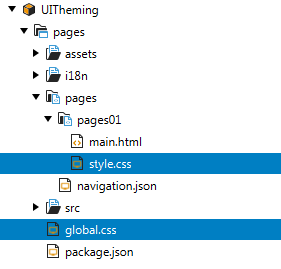 UITheming
pages
assets
i18n
pages
pages01
main.html
style.css
navigation.json
src
global.css
package.json